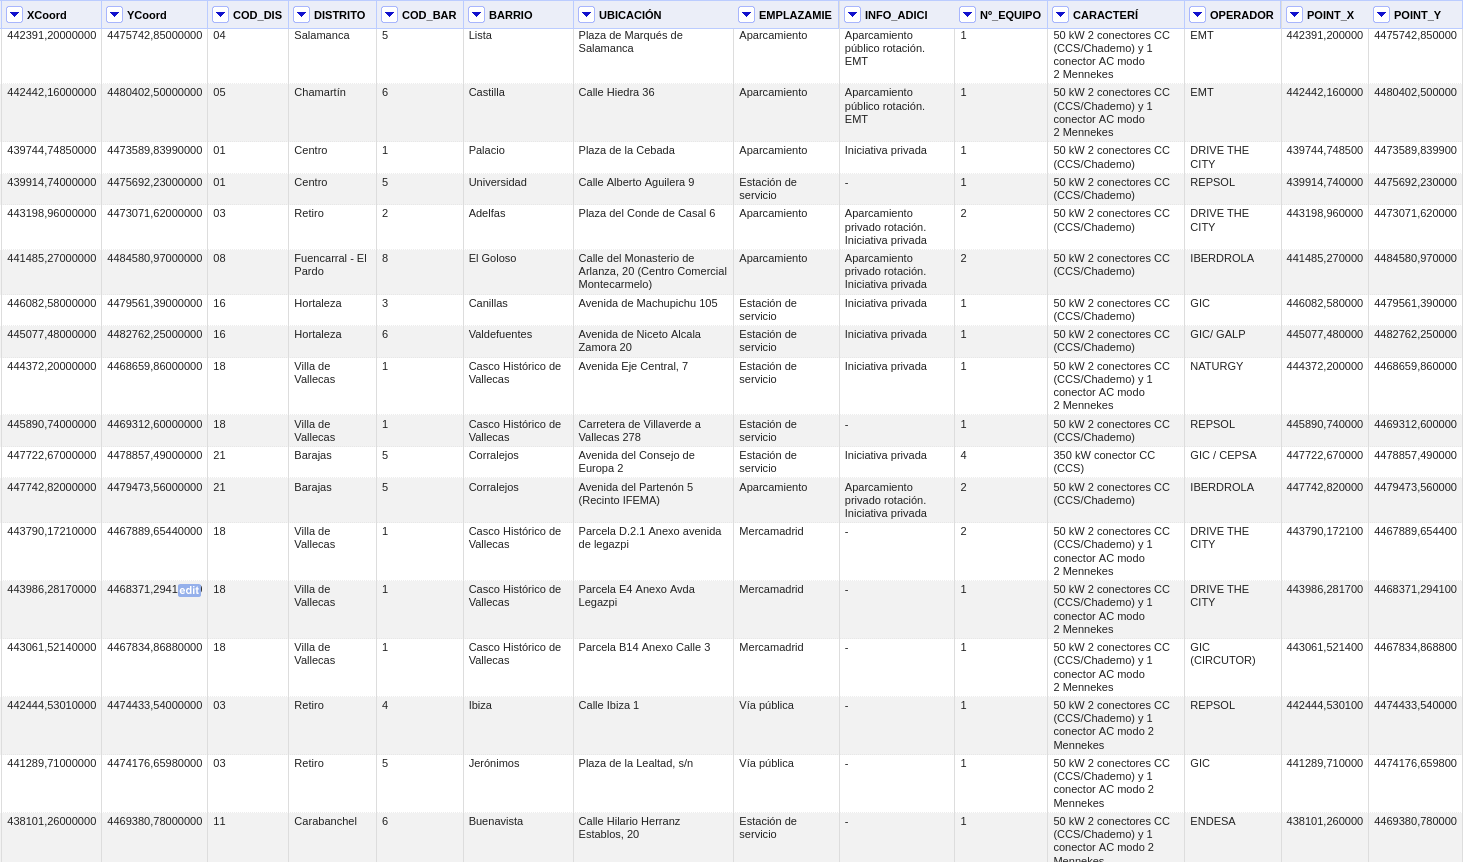 XCoord YCoord COD_DIS DISTRITO COD_BAR BARRIO UBICACIÓN EMPLAZAMIE INFO_ADICI Nº_EQUIPO CARACTERÍ OPERADOR POINT_X POINT_Y
442391,20000000 4475742,85000000 04 Salamanca 5 Lista Plaza de Marqués de Aparcamiento Aparcamiento 1 50 kW 2 conectores CC EMT 442391,200000 4475742,850000
Salamanca público rotación. (CCS/Chademo) y 1
EMT conector AC modo
2 Mennekes
442442,16000000 4480402,50000000 05 Chamartín 6 Castilla Calle Hiedra 36 Aparcamiento Aparcamiento 1 50 kW 2 conectores CC EMT 442442,160000 4480402,500000
público rotación. (CCS/Chademo) y 1
EMT conector AC modo
2 Mennekes
439744,74850000 4473589,83990000 01 Centro 1 Palacio Plaza de la Cebada Aparcamiento Iniciativa privada 1 50 kW 2 conectores CC DRIVE THE 439744,748500 4473589,839900
(CCS/Chademo) CITY
439914,74000000 4475692,23000000 01 Centro 5 Universidad Calle Alberto Aguilera 9 Estación de - 1 50 kW 2 conectores CC REPSOL 439914,740000 4475692,230000
servicio (CCS/Chademo)
443198,96000000 4473071,62000000 03 Retiro 2 Adelfas Plaza del Conde de Casal 6 Aparcamiento Aparcamiento 2 50 kW 2 conectores CC DRIVE THE 443198,960000 4473071,620000
privado rotación. (CCS/Chademo) CITY
Iniciativa privada
441485,27000000 4484580,97000000 08 Fuencarral - El 8 El Goloso Calle del Monasterio de Aparcamiento Aparcamiento 2 50 kW 2 conectores CC IBERDROLA 441485,270000 4484580,970000
Pardo Arlanza, 20 (Centro Comercial privado rotación. (CCS/Chademo)
Montecarmelo) Iniciativa privada
446082,58000000 4479561,39000000 16 Hortaleza 3 Canillas Avenida de Machupichu 105 Estación de Iniciativa privada 1 50 kW 2 conectores CC GIC 446082,580000 4479561,390000
servicio (CCS/Chademo)
445077,48000000 4482762,25000000 16 Hortaleza 6 Valdefuentes Avenida de Niceto Alcala Estación de Iniciativa privada 1 50 kW 2 conectores CC GIC/ GALP 445077,480000 4482762,250000
Zamora 20 servicio (CCS/Chademo)
444372,20000000 4468659,86000000 18 Villa de 1 Casco Histórico de Avenida Eje Central, 7 Estación de Iniciativa privada 1 50 kW 2 conectores CC NATURGY 444372,200000 4468659,860000
Vallecas Vallecas servicio (CCS/Chademo) y 1
conector AC modo
2 Mennekes
445890,74000000 4469312,60000000 18 Villa de 1 Casco Histórico de Carretera de Villaverde a Estación de - 1 50 kW 2 conectores CC REPSOL 445890,740000 4469312,600000
Vallecas Vallecas Vallecas 278 servicio (CCS/Chademo)
447722,67000000 4478857,49000000 21 Barajas 5 Corralejos Avenida del Consejo de Estación de Iniciativa privada 4 350 kW conector CC GIC / CEPSA 447722,670000 4478857,490000
Europa 2 servicio (CCS)
447742,82000000 4479473,56000000 21 Barajas 5 Corralejos Avenida del Partenón 5 Aparcamiento Aparcamiento 2 50 kW 2 conectores CC IBERDROLA 447742,820000 4479473,560000
(Recinto IFEMA) privado rotación. (CCS/Chademo)
Iniciativa privada
443790,17210000 4467889,65440000 18 Villa de 1 Casco Histórico de Parcela D.2.1 Anexo avenida Mercamadrid - 2 50 kW 2 conectores CC DRIVE THE 443790,172100 4467889,654400
Vallecas Vallecas de legazpi (CCS/Chademo) y 1 CITY
conector AC modo
2 Mennekes
443986,28170000 4468371,2941 edit 18 Villa de 1 Casco Histórico de Parcela E4 Anexo Avda Mercamadrid - 1 50 kW 2 conectores CC DRIVE THE 443986,281700 4468371,294100
Vallecas Vallecas Legazpi (CCS/Chademo) y 1 CITY
conector AC modo
2 Mennekes
443061,52140000 4467834,86880000 18 Villa de 1 Casco Histórico de Parcela B14 Anexo Calle 3 Mercamadrid - 1 50 kW 2 conectores CC GIC 443061,521400 4467834,868800
Vallecas Vallecas (CCS/Chademo) y 1 (CIRCUTOR)
conector AC modo
2 Mennekes
442444,53010000 4474433,54000000 03 Retiro 4 Ibiza Calle Ibiza 1 Vía pública - 1 50 kW 2 conectores CC REPSOL 442444,530100 4474433,540000
(CCS/Chademo) y 1
conector AC modo 2
Mennekes
441289,71000000 4474176,65980000 03 Retiro 5 Jerónimos Plaza de la Lealtad, s/n Vía pública - 1 50 kW 2 conectores CC GIC 441289,710000 4474176,659800
(CCS/Chademo) y 1
conector AC modo 2
Mennekes
438101,26000000 4469380,78000000 11 Carabanchel 6 Buenavista Calle Hilario Herranz Estación de - 1 50 kW 2 conectores CC ENDESA 438101,260000 4469380,780000
Establos, 20 servicio (CCS/Chademo) y 1
conector AC modo 2
Mennekes